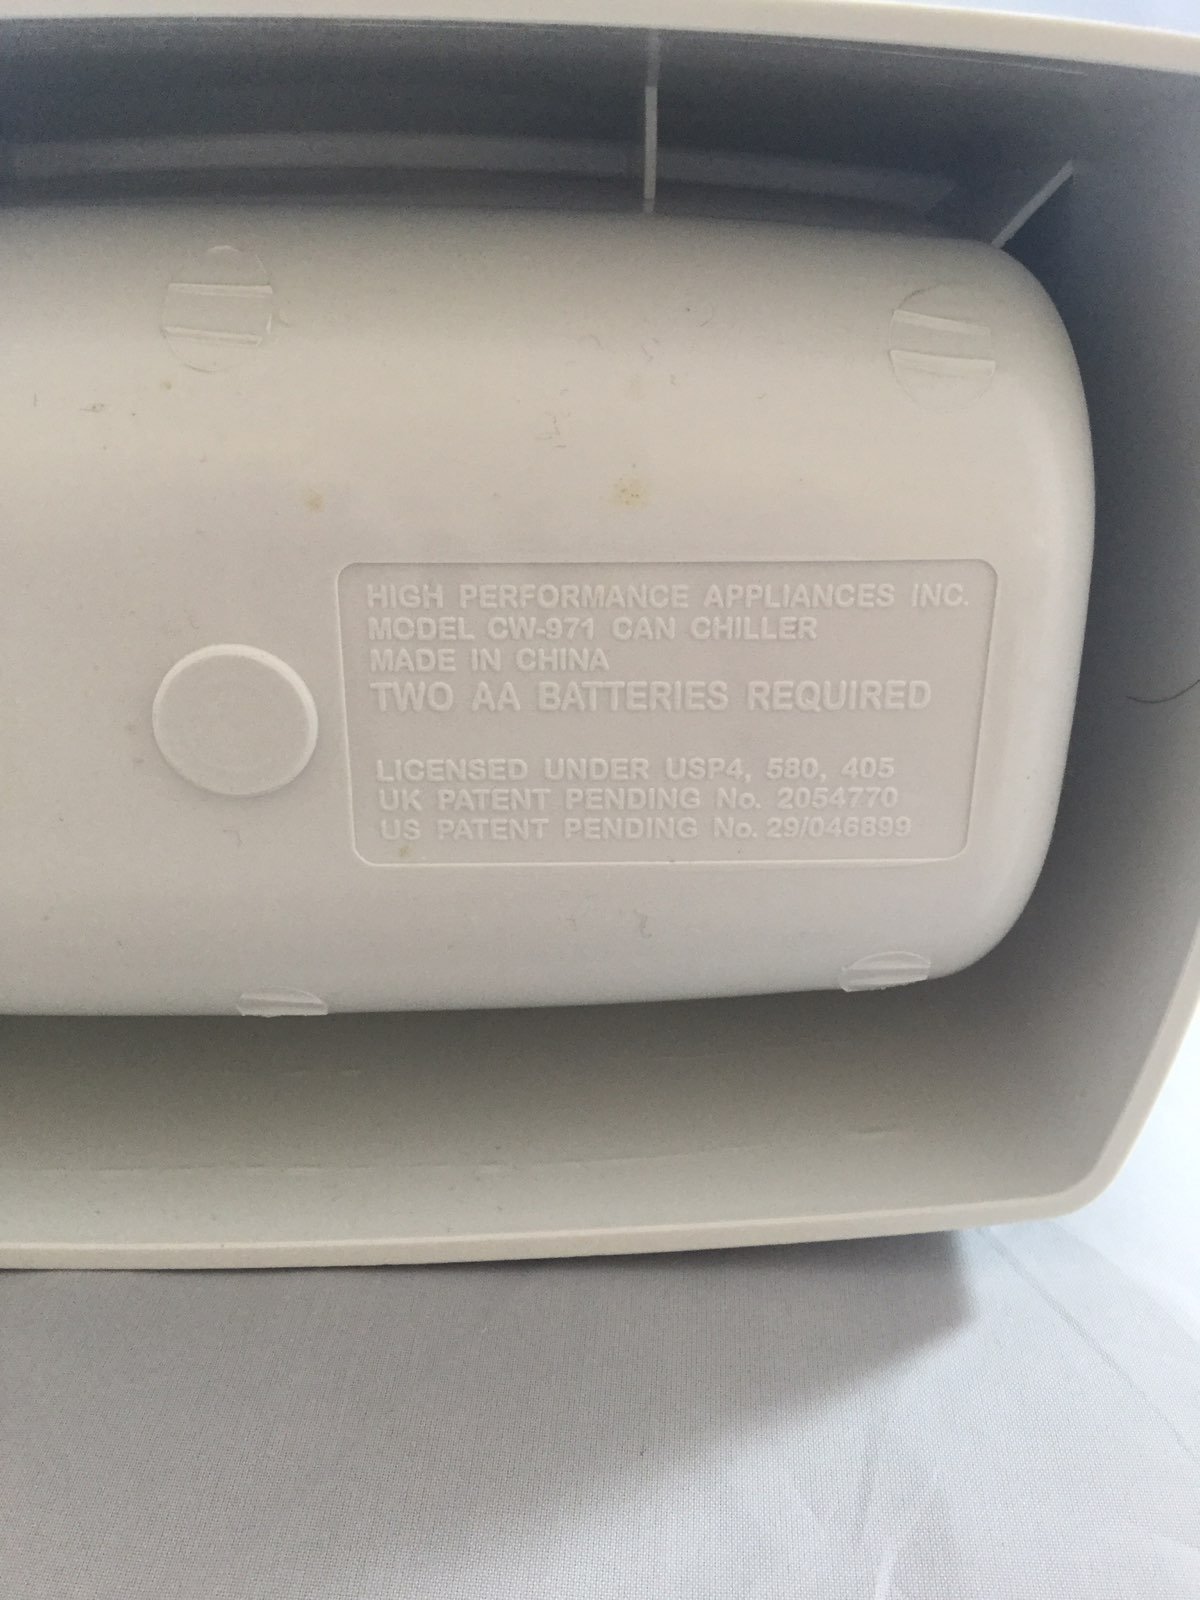 HIGH PERFORMANCE APPLIANCES INC.
MODEL CW-971 CAN CHILLER
MADE IN CHINA
TWO AA BATTERIES REQUIRED
LICENSED UNDER USP4, 580, 405
UK PATENT PENDING No. 2054770
US PATENT PENDING No. 29/046899